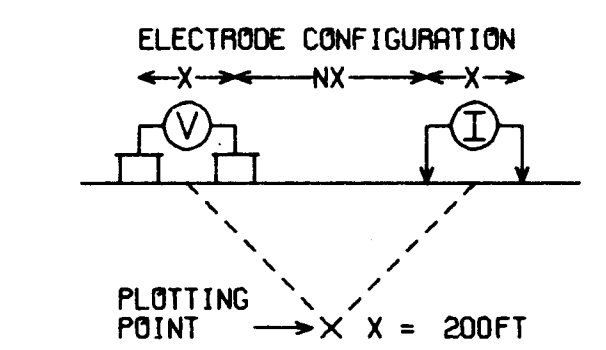 ELECTRODE CONFIGURATION
X NX X
V I
PLOTTING
POINT X = 200FT